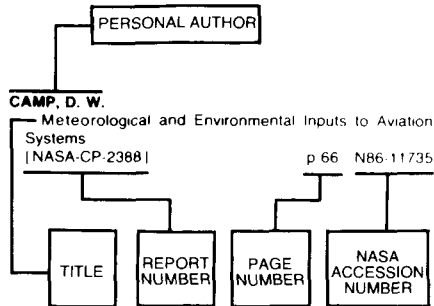 PERSONAL AUTHOR
CAMP, D. W.
Meteorological and Environmental Inputs to Aviation
Systems
[NASA-CP-2388] p 66 N86-11735
TITLE
REPORT
NUMBER
PAGE
NUMBER
NASA
ACCESSION
NUMBER